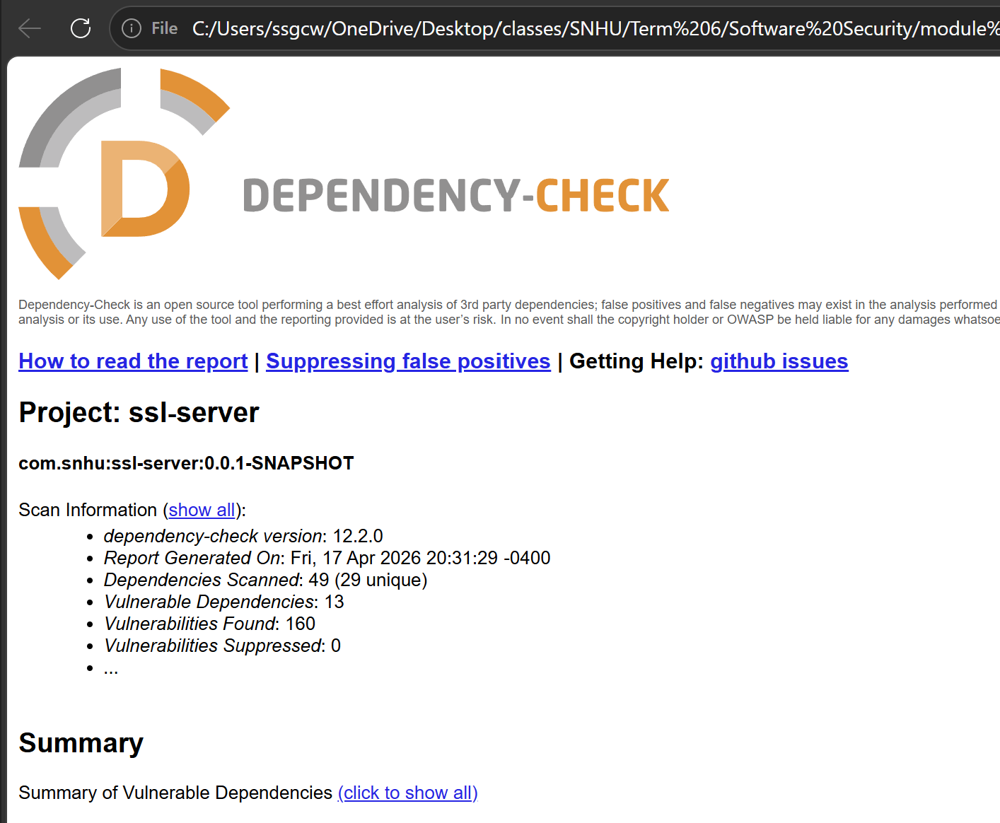 File C:/Users/ssgcw/OneDrive/Desktop/classes/SNHU/Term%206/Software%20Security/module%
D
DEPENDENCY-CHECK
Dependency-Check is an open source tool performing a best effort analysis of 3rd party dependencies; false positives and false negatives may exist in the analysis performed
analysis or its use. Any use of the tool and the reporting provided is at the user’s risk. In no event shall the copyright holder or OWASP be held liable for any damages whatsoe
How to read the report | Suppressing false positives | Getting Help: github issues
Project: ssl-server
com.snhu:ssl-server:0.0.1-SNAPSHOT
Scan Information (show all):
• dependency-check version: 12.2.0
• Report Generated On: Fri, 17 Apr 2026 20:31:29 -0400
• Dependencies Scanned: 49 (29 unique)
• Vulnerable Dependencies: 13
• Vulnerabilities Found: 160
• Vulnerabilities Suppressed: 0
• ...
Summary
Summary of Vulnerable Dependencies (click to show all)